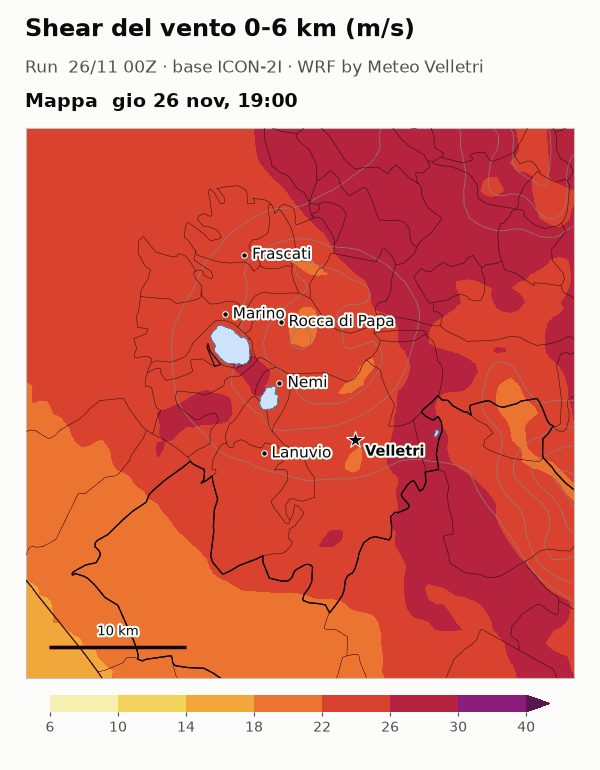 Shear del vento 0-6 km (m/s)
Run  26/11 00Z · base ICON-2I · WRF by Meteo Velletri
Mappa  gio 26 nov, 19:00
Frascati
Marino
Rocca di Papa
Nemi
Velletri
Lanuvio
10 km
6 10 14 18 22 26 30 40